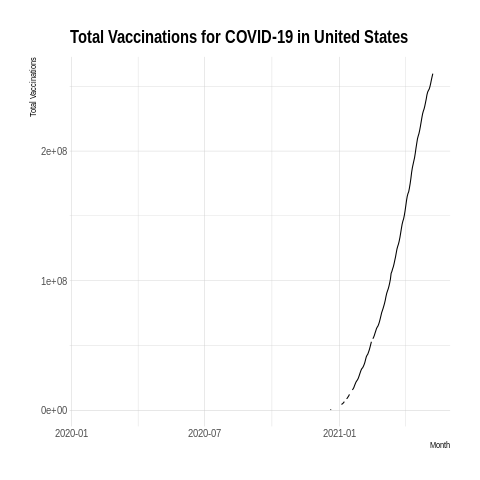 Total Vaccinations for COVID-19 in United States
Total Vaccinations
2e+08
1e+08
0e+00
2020-01 2020-07 2021-01
Month